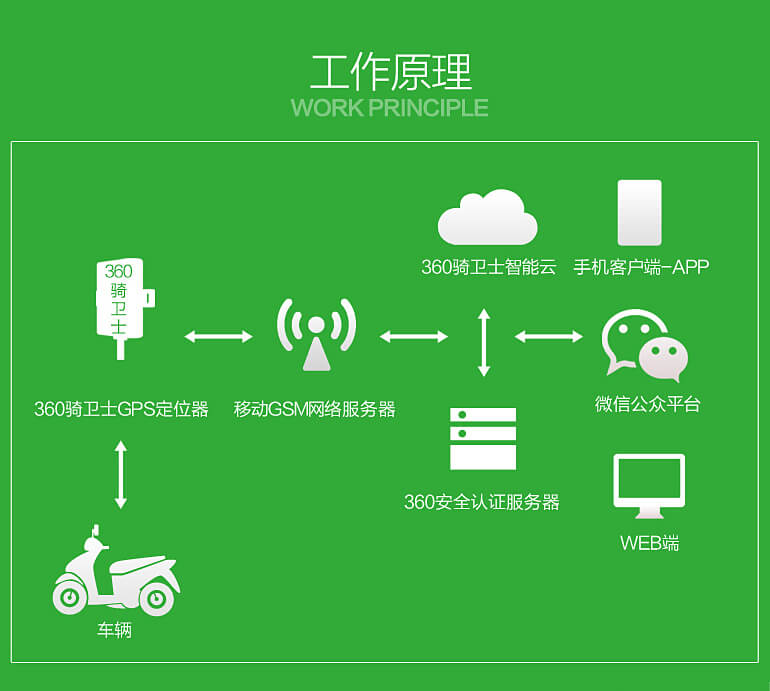 工作原理
WORK PRINCIPLE
360
骑
卫
士
360骑卫士智能云
手机客户端-APP
360骑卫士GPS定位器
移动GSM网络服务器
微信公众平台
360安全认证服务器
WEB端
车辆